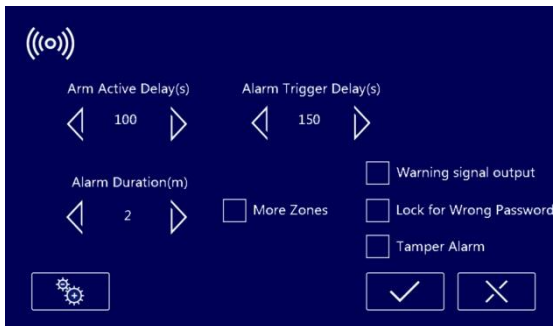 Arm Active Delay(s)
Alarm Trigger Delay(s)
100
150
Alarm Duration(m)
2
More Zones
Warning signal output
Lock for Wrong Password
Tamper Alarm